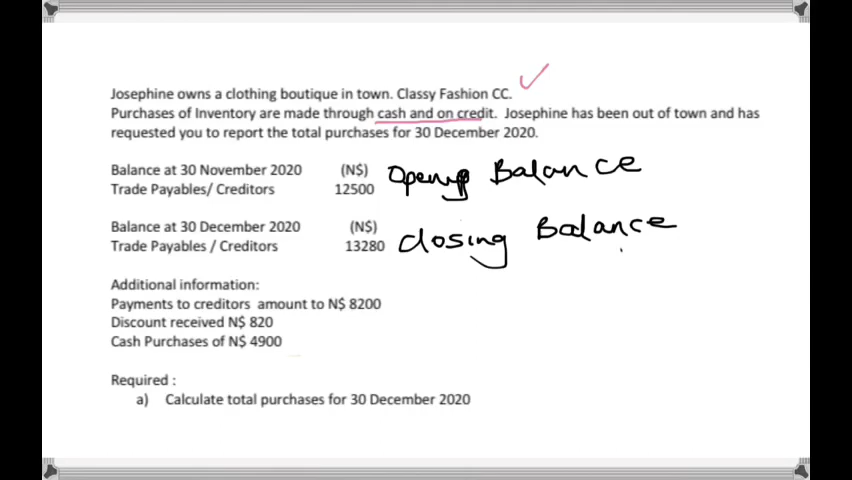 Josephine owns a clothing boutique in town. Classy Fashion CC.
Purchases of Inventory are made through cash and on credit. Josephine has been out of town and has
requested you to report the total purchases for 30 December 2020.
Balance at 30 November 2020 (N$) Opening Balance
Trade Payables/ Creditors 12500
Balance at 30 December 2020 (N$) Closing Balance
Trade Payables / Creditors 13280
Additional information:
Payments to creditors amount to N$ 8200
Discount received N$ 820
Cash Purchases of N$ 4900
Required :
a) Calculate total purchases for 30 December 2020